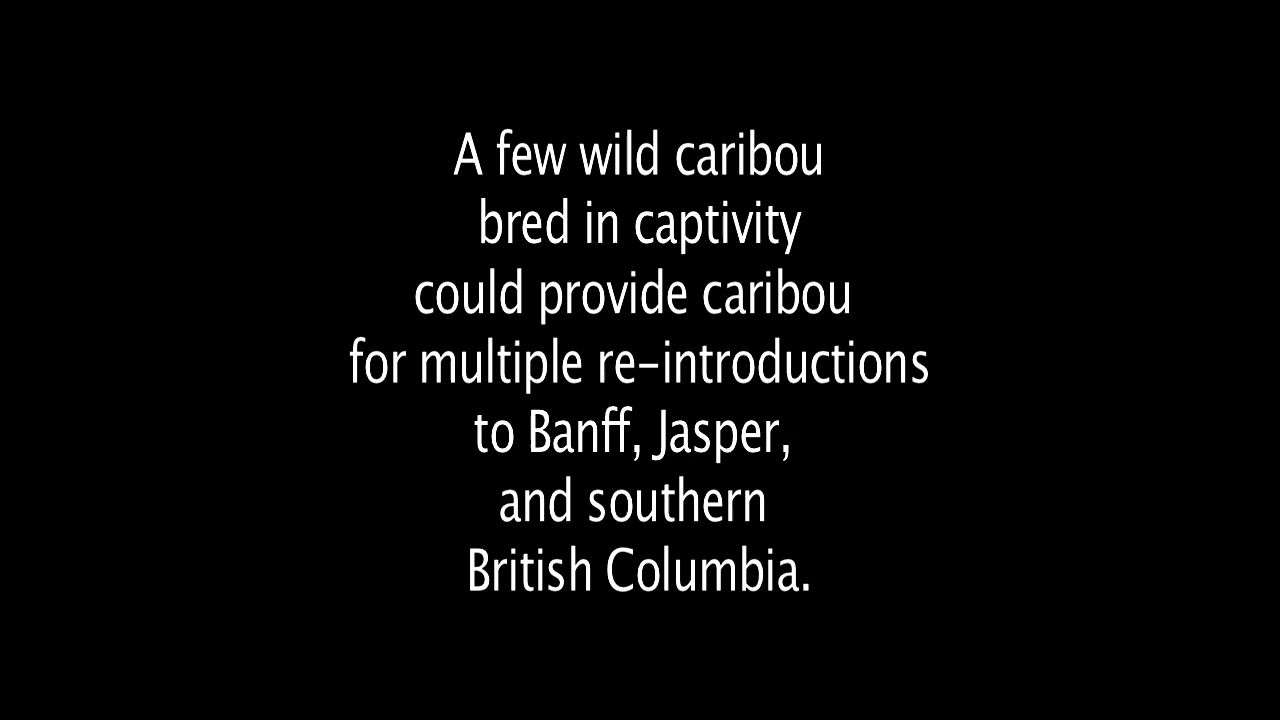 A few wild caribou
bred in captivity
could provide caribou
for multiple re-introductions
to Banff, Jasper,
and southern
British Columbia.